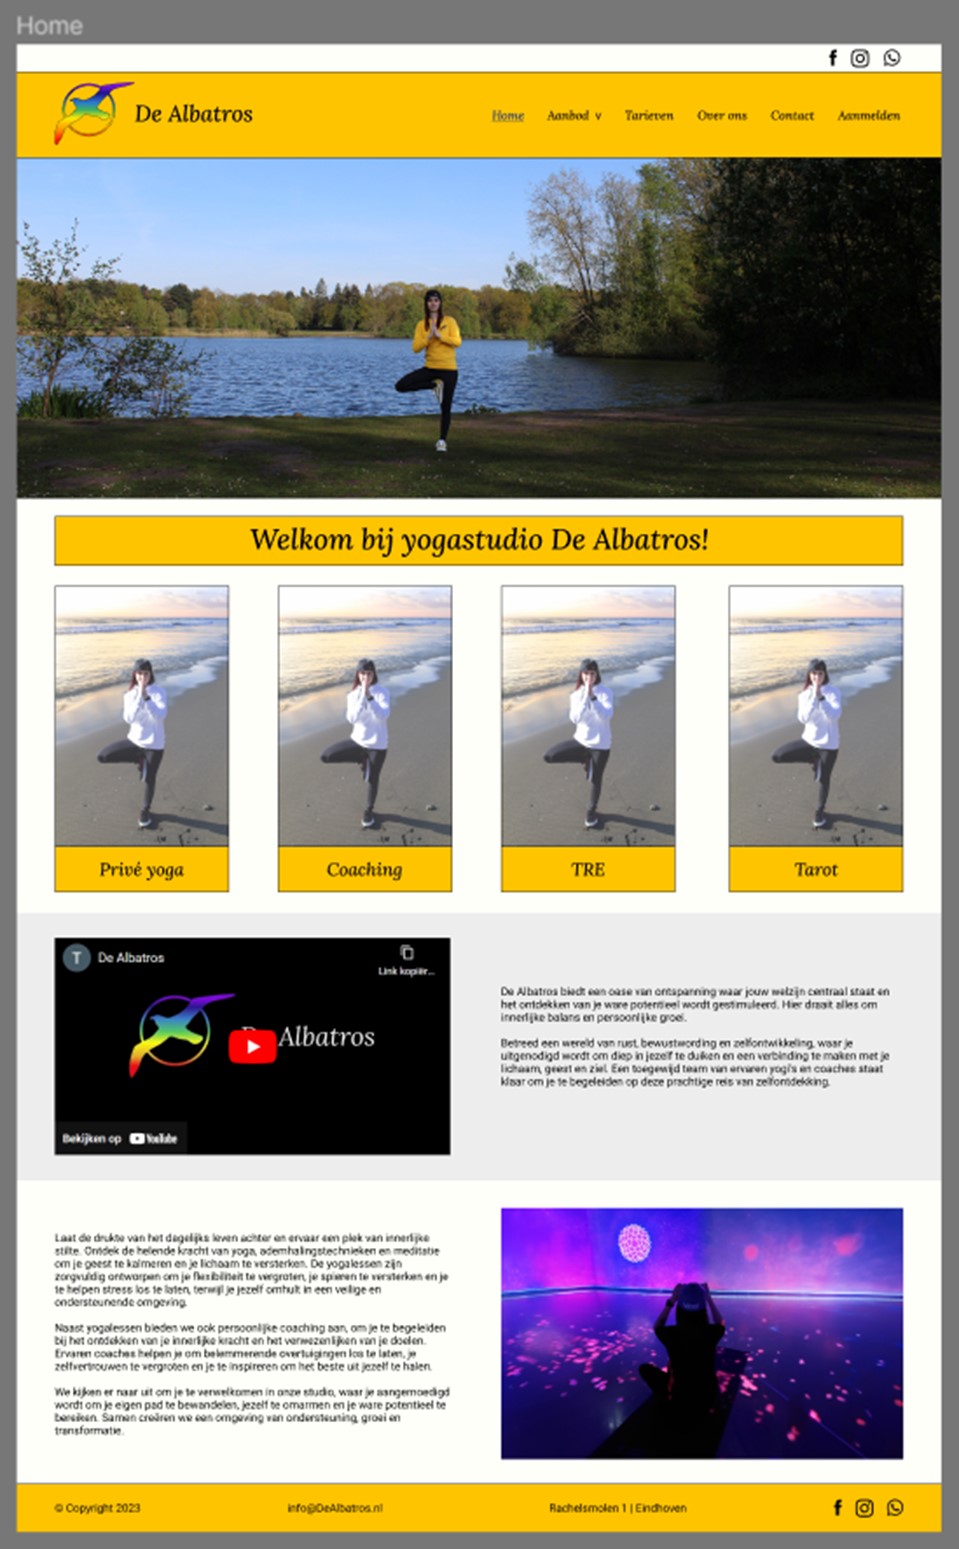 Home
De Albatros
Home Aanbod ∨ Tarieven Over ons Contact Aanmelden
Welkom bij yogastudio De Albatros!
Privé yoga
Coaching
TRE
Tarot
T De Albatros
Link kopiër...
Albatros
Bekijken op YouTube
De Albatros biedt een oase van ontspanning waar jouw welzijn centraal staat en
het ontdekken van je ware potentieel wordt gestimuleerd. Hier draait alles om
innerlijke balans en persoonlijke groei.
Betreed een wereld van rust, bewustwording en zelfontwikkeling, waar je
uitgenodigd wordt om diep in jezelf te duiken en een verbinding te maken met je
lichaam, geest en ziel. Een toegewijd team van ervaren yogi's en coaches staat
klaar om je te begeleiden op deze prachtige reis van zelfontdekking.
Laat de drukte van het dagelijks leven achter en ervaar een plek van innerlijke
stilte. Ontdek de helende kracht van yoga, ademhalingstechnieken en meditatie
om je geest te kalmeren en je lichaam te versterken. De yogalessen zijn
zorgvuldig ontworpen om je flexibiliteit te vergroten, je spieren te versterken en je
te helpen stress los te laten, terwijl je jezelf omhult in een veilige en
ondersteunende omgeving.
Naast yogalessen bieden we ook persoonlijke coaching aan, om je te begeleiden
bij het ontdekken van je innerlijke kracht en het verwezenlijken van je doelen.
Ervaren coaches helpen je om belemmerende overtuigingen los te laten, je
zelfvertrouwen te vergroten en je te inspireren om het beste uit jezelf te halen.
We kijken er naar uit om je te verwelkomen in onze studio, waar je aangemoedigd
wordt om je eigen pad te bewandelen, jezelf te omarmen en je ware potentieel te
bereiken. Samen creëren we een omgeving van ondersteuning, groei en
transformatie.
© Copyright 2023 info@DeAlbatros.nl Rachelsmolen 1 | Eindhoven